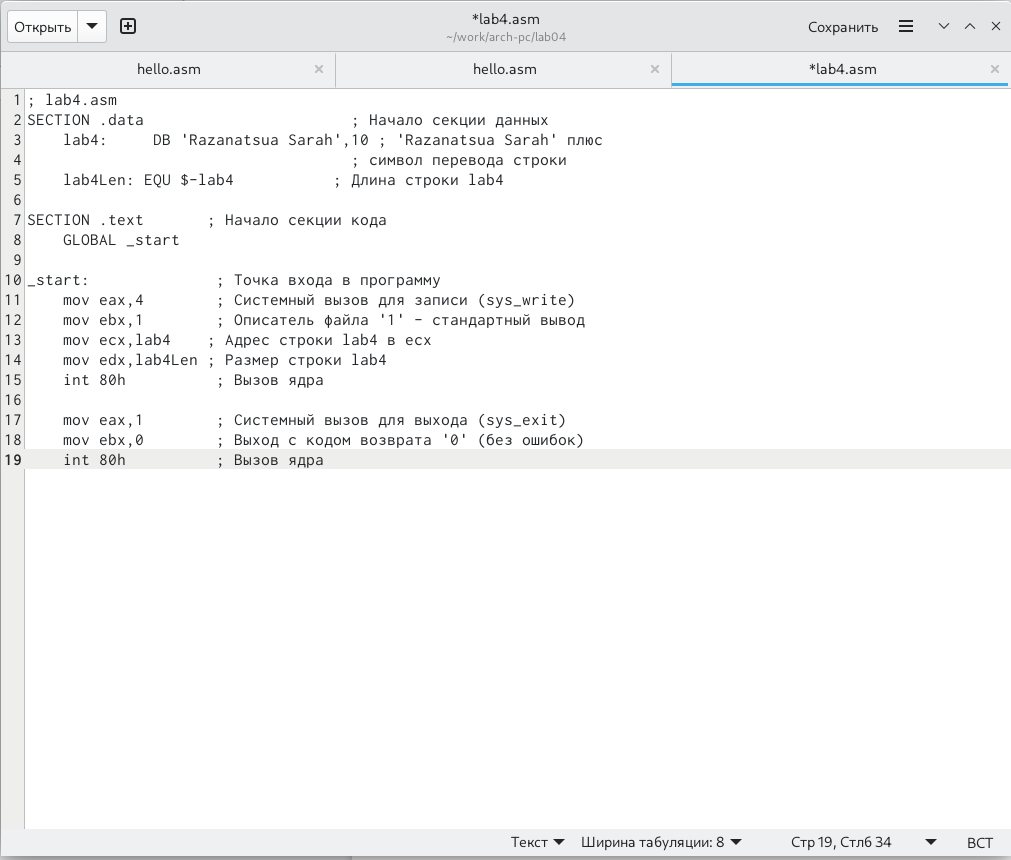 Открыть
*lab4.asm
~/work/arch-pc/lab04
Сохранить
hello.asm
hello.asm
*lab4.asm
1 ; lab4.asm
2 SECTION .data ; Начало секции данных
3 lab4: DB 'Razanatsua Sarah',10 ; 'Razanatsua Sarah' плюс
4 ; символ перевода строки
5 lab4Len: EQU $-lab4 ; Длина строки lab4
6
7 SECTION .text ; Начало секции кода
8 GLOBAL _start
9
10 _start: ; Точка входа в программу
11 mov eax,4 ; Системный вызов для записи (sys_write)
12 mov ebx,1 ; Описатель файла '1' - стандартный вывод
13 mov ecx,lab4 ; Адрес строки lab4 в ecx
14 mov edx,lab4Len ; Размер строки lab4
15 int 80h ; Вызов ядра
16
17 mov eax,1 ; Системный вызов для выхода (sys_exit)
18 mov ebx,0 ; Выход с кодом возврата '0' (без ошибок)
19 int 80h ; Вызов ядра
Текст Ширина табуляции: 8 Стр 19, Стлб 34 ВСТ